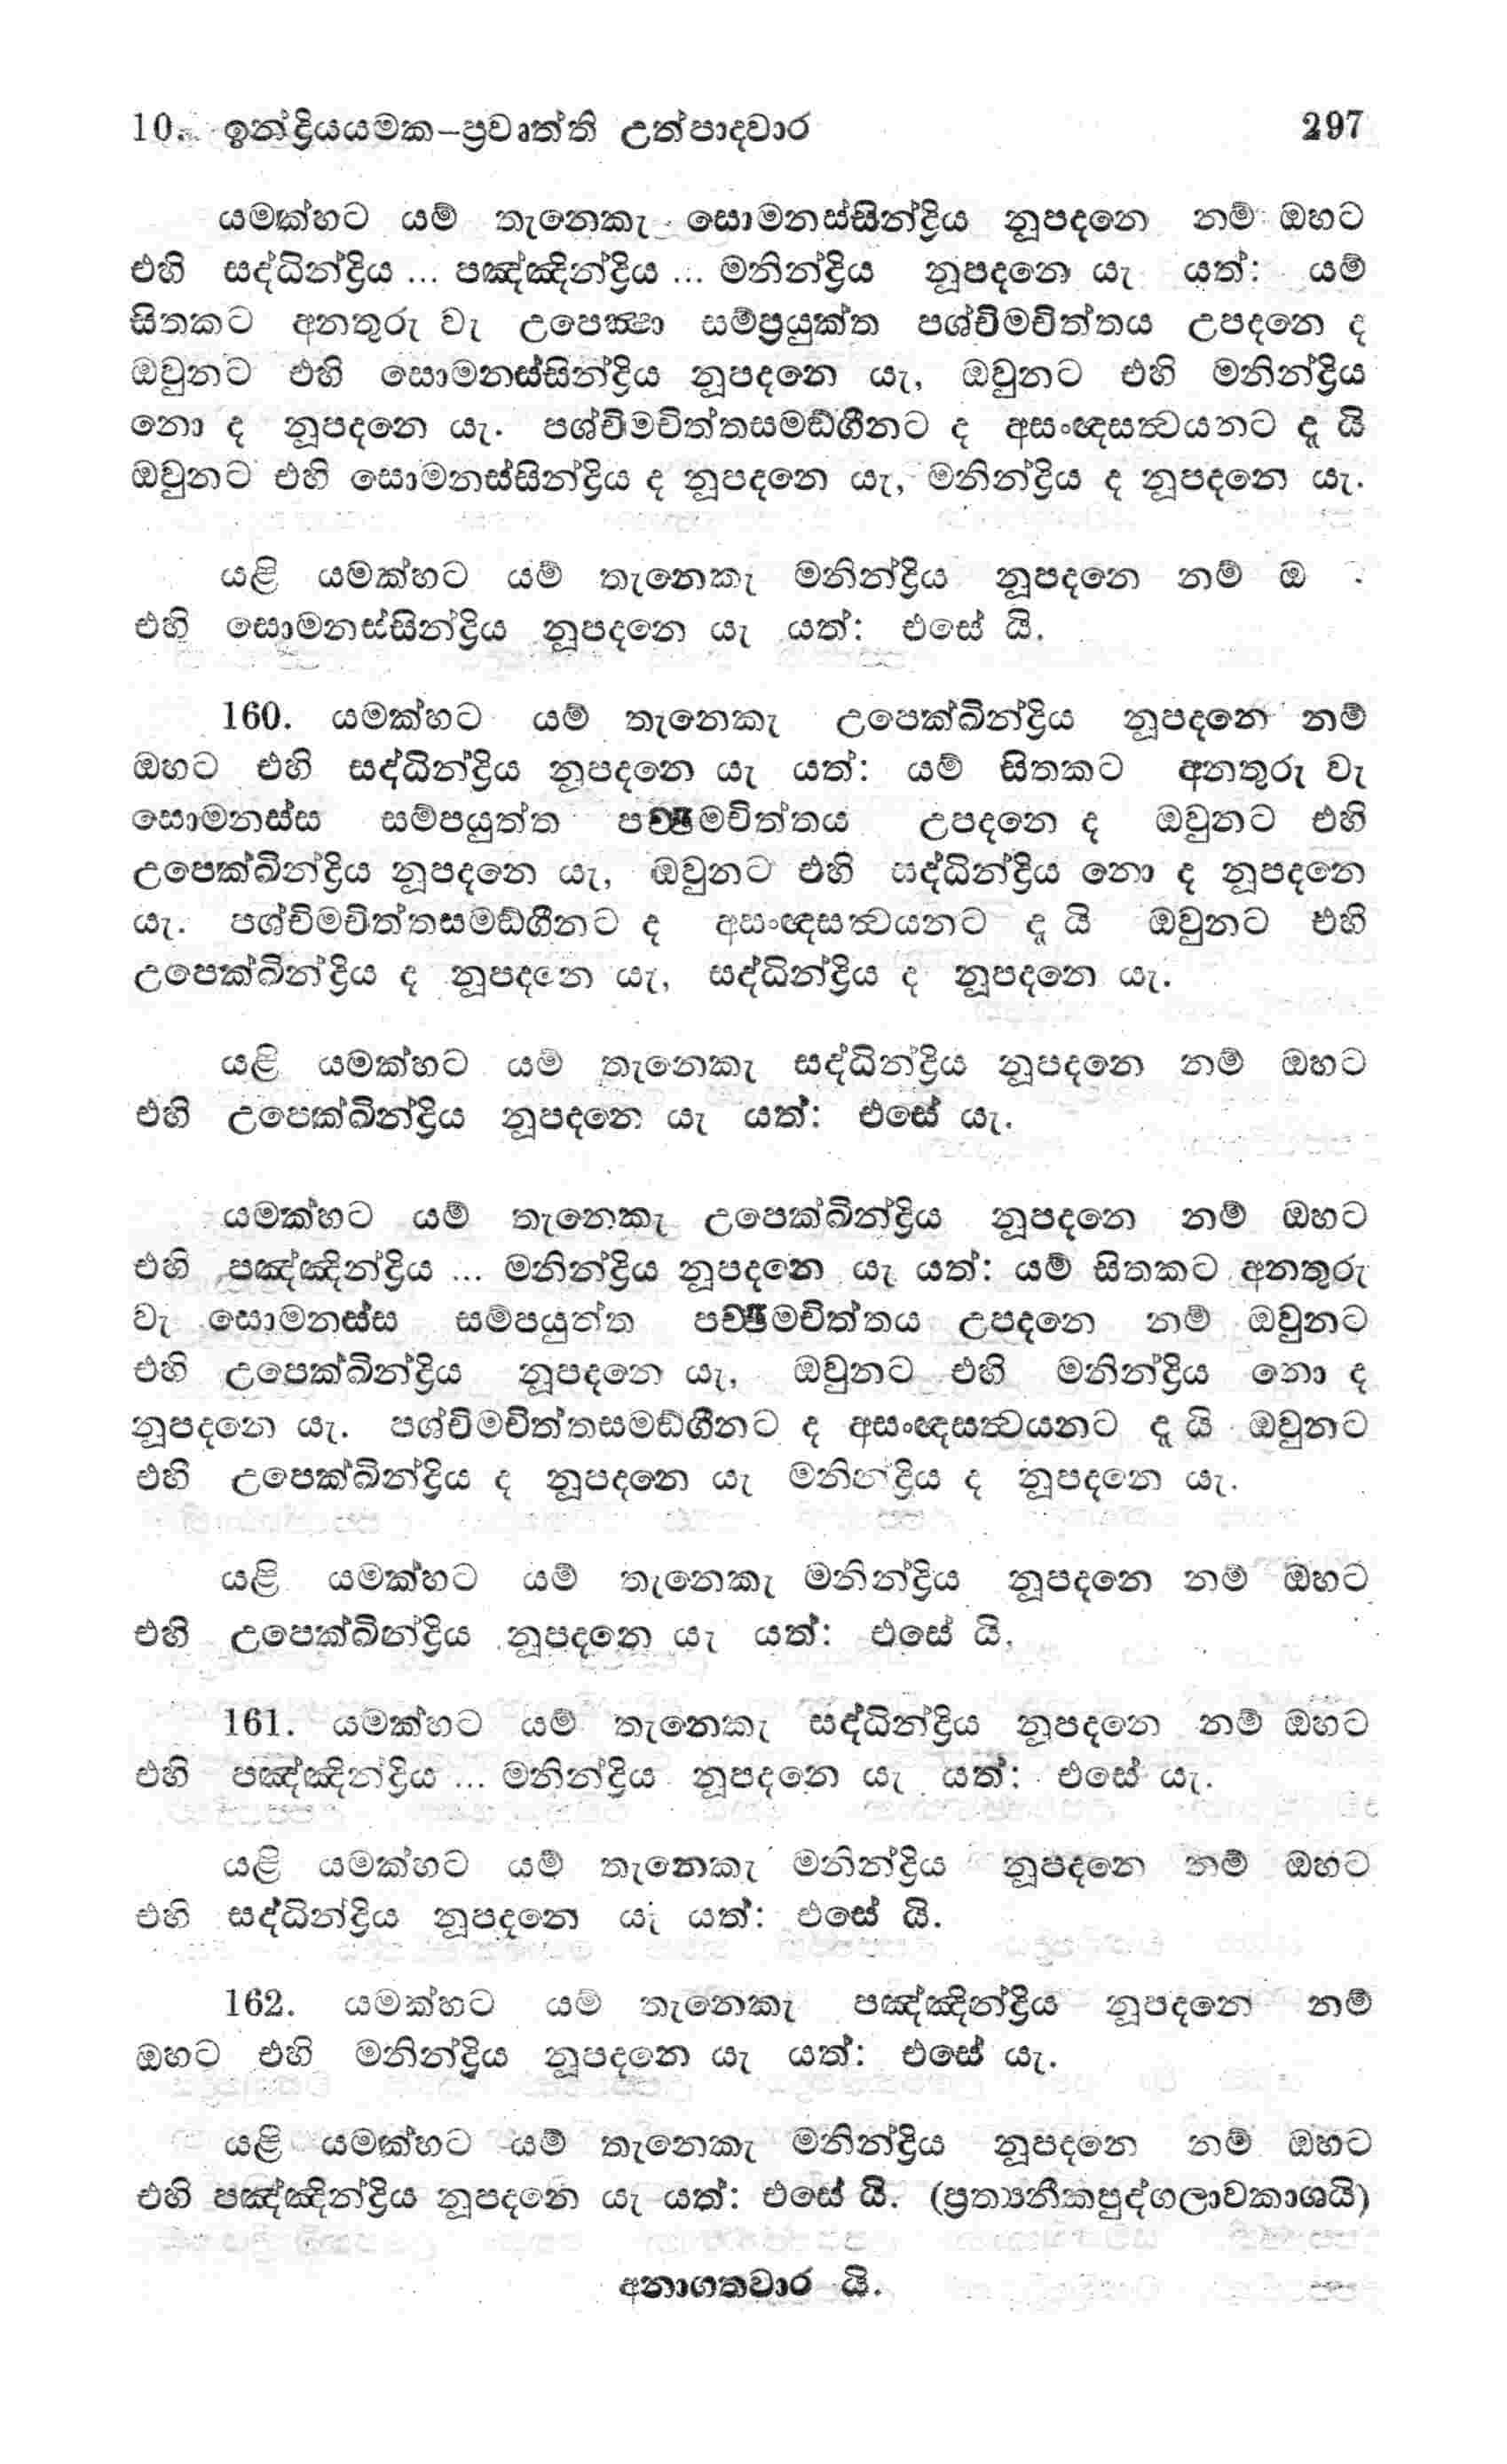 10. ඉන්ද්‍රියයමක–ප්‍රවෘත්ති උත්පාදවාර 297
යමක්හට යම් තැනෙකැ සොමනස්සින්ද්‍රිය නූපදනෙ නම් ඔහට
එහි සද්ධින්ද්‍රිය ... පඤ්ඤින්ද්‍රිය ... මනින්ද්‍රිය නූපදනෙ යැ යත්: යම්
සිතකට අනතුරු වැ උපෙක්‍ෂා සම්ප්‍රයුක්ත පශ්චිමචිත්තය උපදනෙ ද
ඔවුනට එහි සොමනස්සින්ද්‍රිය නූපදනෙ යැ, ඔවුනට එහි මනින්ද්‍රිය
නො ද නූපදනෙ යැ. පශ්චිමචිත්තසමඞ්ගීනට ද අසංඥසත්‍වයනට දූ යි
ඔවුනට එහි සොමනස්සින්ද්‍රිය ද නූපදනෙ යැ, මනින්ද්‍රිය ද නූපදනෙ යැ.
යළි යමක්හට යම් තැනෙකැ මනින්ද්‍රිය නූපදනෙ නම් ඔ
එහි සොමනස්සින්ද්‍රිය නූපදනෙ යැ යත්: එසේ යි.
160. යමක්හට යම් තැනෙකැ උපෙක්ඛින්ද්‍රිය නූපදනෙ නම්
ඔහට එහි සද්ධින්ද්‍රිය නූපදනෙ යැ යත්: යම් සිතකට අනතුරු වැ
සොමනස්ස සම්පයුත්ත පච්ඡිමචිත්තය උපදනෙ ද ඔවුනට එහි
උපෙක්ඛින්ද්‍රිය නූපදනෙ යැ, ඔවුනට එහි සද්ධින්ද්‍රිය නො ද නූපදනෙ
යැ. පශ්චිමචිත්තසමඞ්ගීනට ද අසංඥසත්‍වයනට දූ යි ඔවුනට එහි
උපෙක්ඛින්ද්‍රිය ද නූපදනෙ යැ, සද්ධින්ද්‍රිය ද නූපදනෙ යැ.
යළි යමක්හට යම් තැනෙකැ සද්ධින්ද්‍රිය නූපදනෙ නම් ඔහට
එහි උපෙක්ඛින්ද්‍රිය නූපදනෙ යැ යත්: එසේ යැ.
යමක්හට යම් තැනෙකැ උපෙක්ඛින්ද්‍රිය නූපදනෙ නම් ඔහට
එහි පඤ්ඤින්ද්‍රිය ... මනින්ද්‍රිය නූපදනෙ යැ යත්: යම් සිතකට අනතුරු
වැ සොමනස්ස සම්පයුත්ත පච්ඡිමචිත්තය උපදනෙ නම් ඔවුනට
එහි උපෙක්ඛින්ද්‍රිය නූපදනෙ යැ, ඔවුනට එහි මනින්ද්‍රිය නො ද
නූපදනෙ යැ. පශ්චිමචිත්තසමඞ්ගීනට ද අසංඥසත්‍වයනට දූ යි ඔවුනට
එහි උපෙක්ඛින්ද්‍රිය ද නූපදනෙ යැ මනින්ද්‍රිය ද නූපදනෙ යැ.
යළි යමක්හට යම් තැනෙකැ මනින්ද්‍රිය නූපදනෙ නම් ඔහට
එහි උපෙක්ඛින්ද්‍රිය නූපදනෙ යැ යත්: එසේ යි.
161. යමක්හට යම් තැනෙකැ සද්ධින්ද්‍රිය නූපදනෙ නම් ඔහට
එහි පඤ්ඤින්ද්‍රිය ... මනින්ද්‍රිය නූපදනෙ යැ යත්: එසේ යැ.
යළි යමක්හට යම් තැනෙකැ මනින්ද්‍රිය නූපදනෙ නම් ඔහට
එහි සද්ධින්ද්‍රිය නූපදනෙ යැ යත්: එසේ යි.
162. යමක්හට යම් තැනෙකැ පඤ්ඤින්ද්‍රිය නූපදනෙ නම්
ඔහට එහි මනින්ද්‍රිය නූපදනෙ යැ යත්: එසේ යැ.
යළි යමක්හට යම් තැනෙකැ මනින්ද්‍රිය නූපදනෙ නම් ඔහට
එහි පඤ්ඤින්ද්‍රිය නූපදනෙ යැ යත්: එසේ යි. (ප්‍රත්‍යනීකපුද්ගලාවකාශයි)
අනාගතවාර යි.